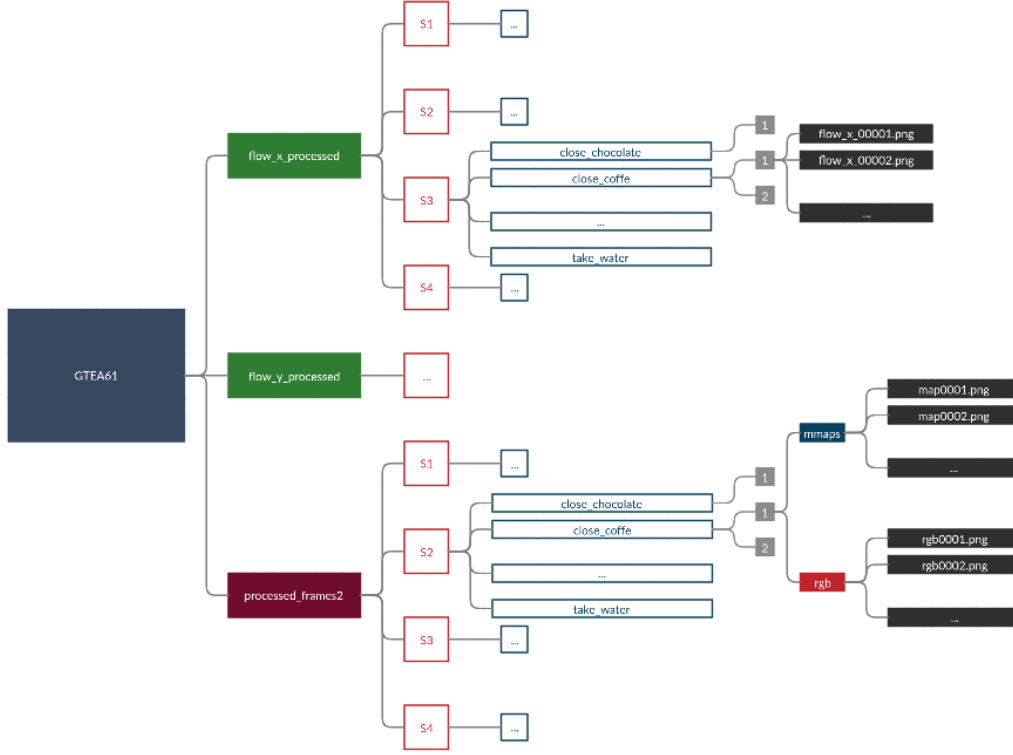 GTEA61
flow_x_processed
S1
...
S2
...
S3
close_chocolate
1
close_coffe
1
flow_x_00001.png
flow_x_00002.png
...
2
...
take_water
S4
...
flow_y_processed
...
processed_frames2
S1
...
S2
close_chocolate
1
close_coffe
1
mmaps
map0001.png
map0002.png
...
rgb
rgb0001.png
rgb0002.png
...
2
...
take_water
S3
...
S4
...